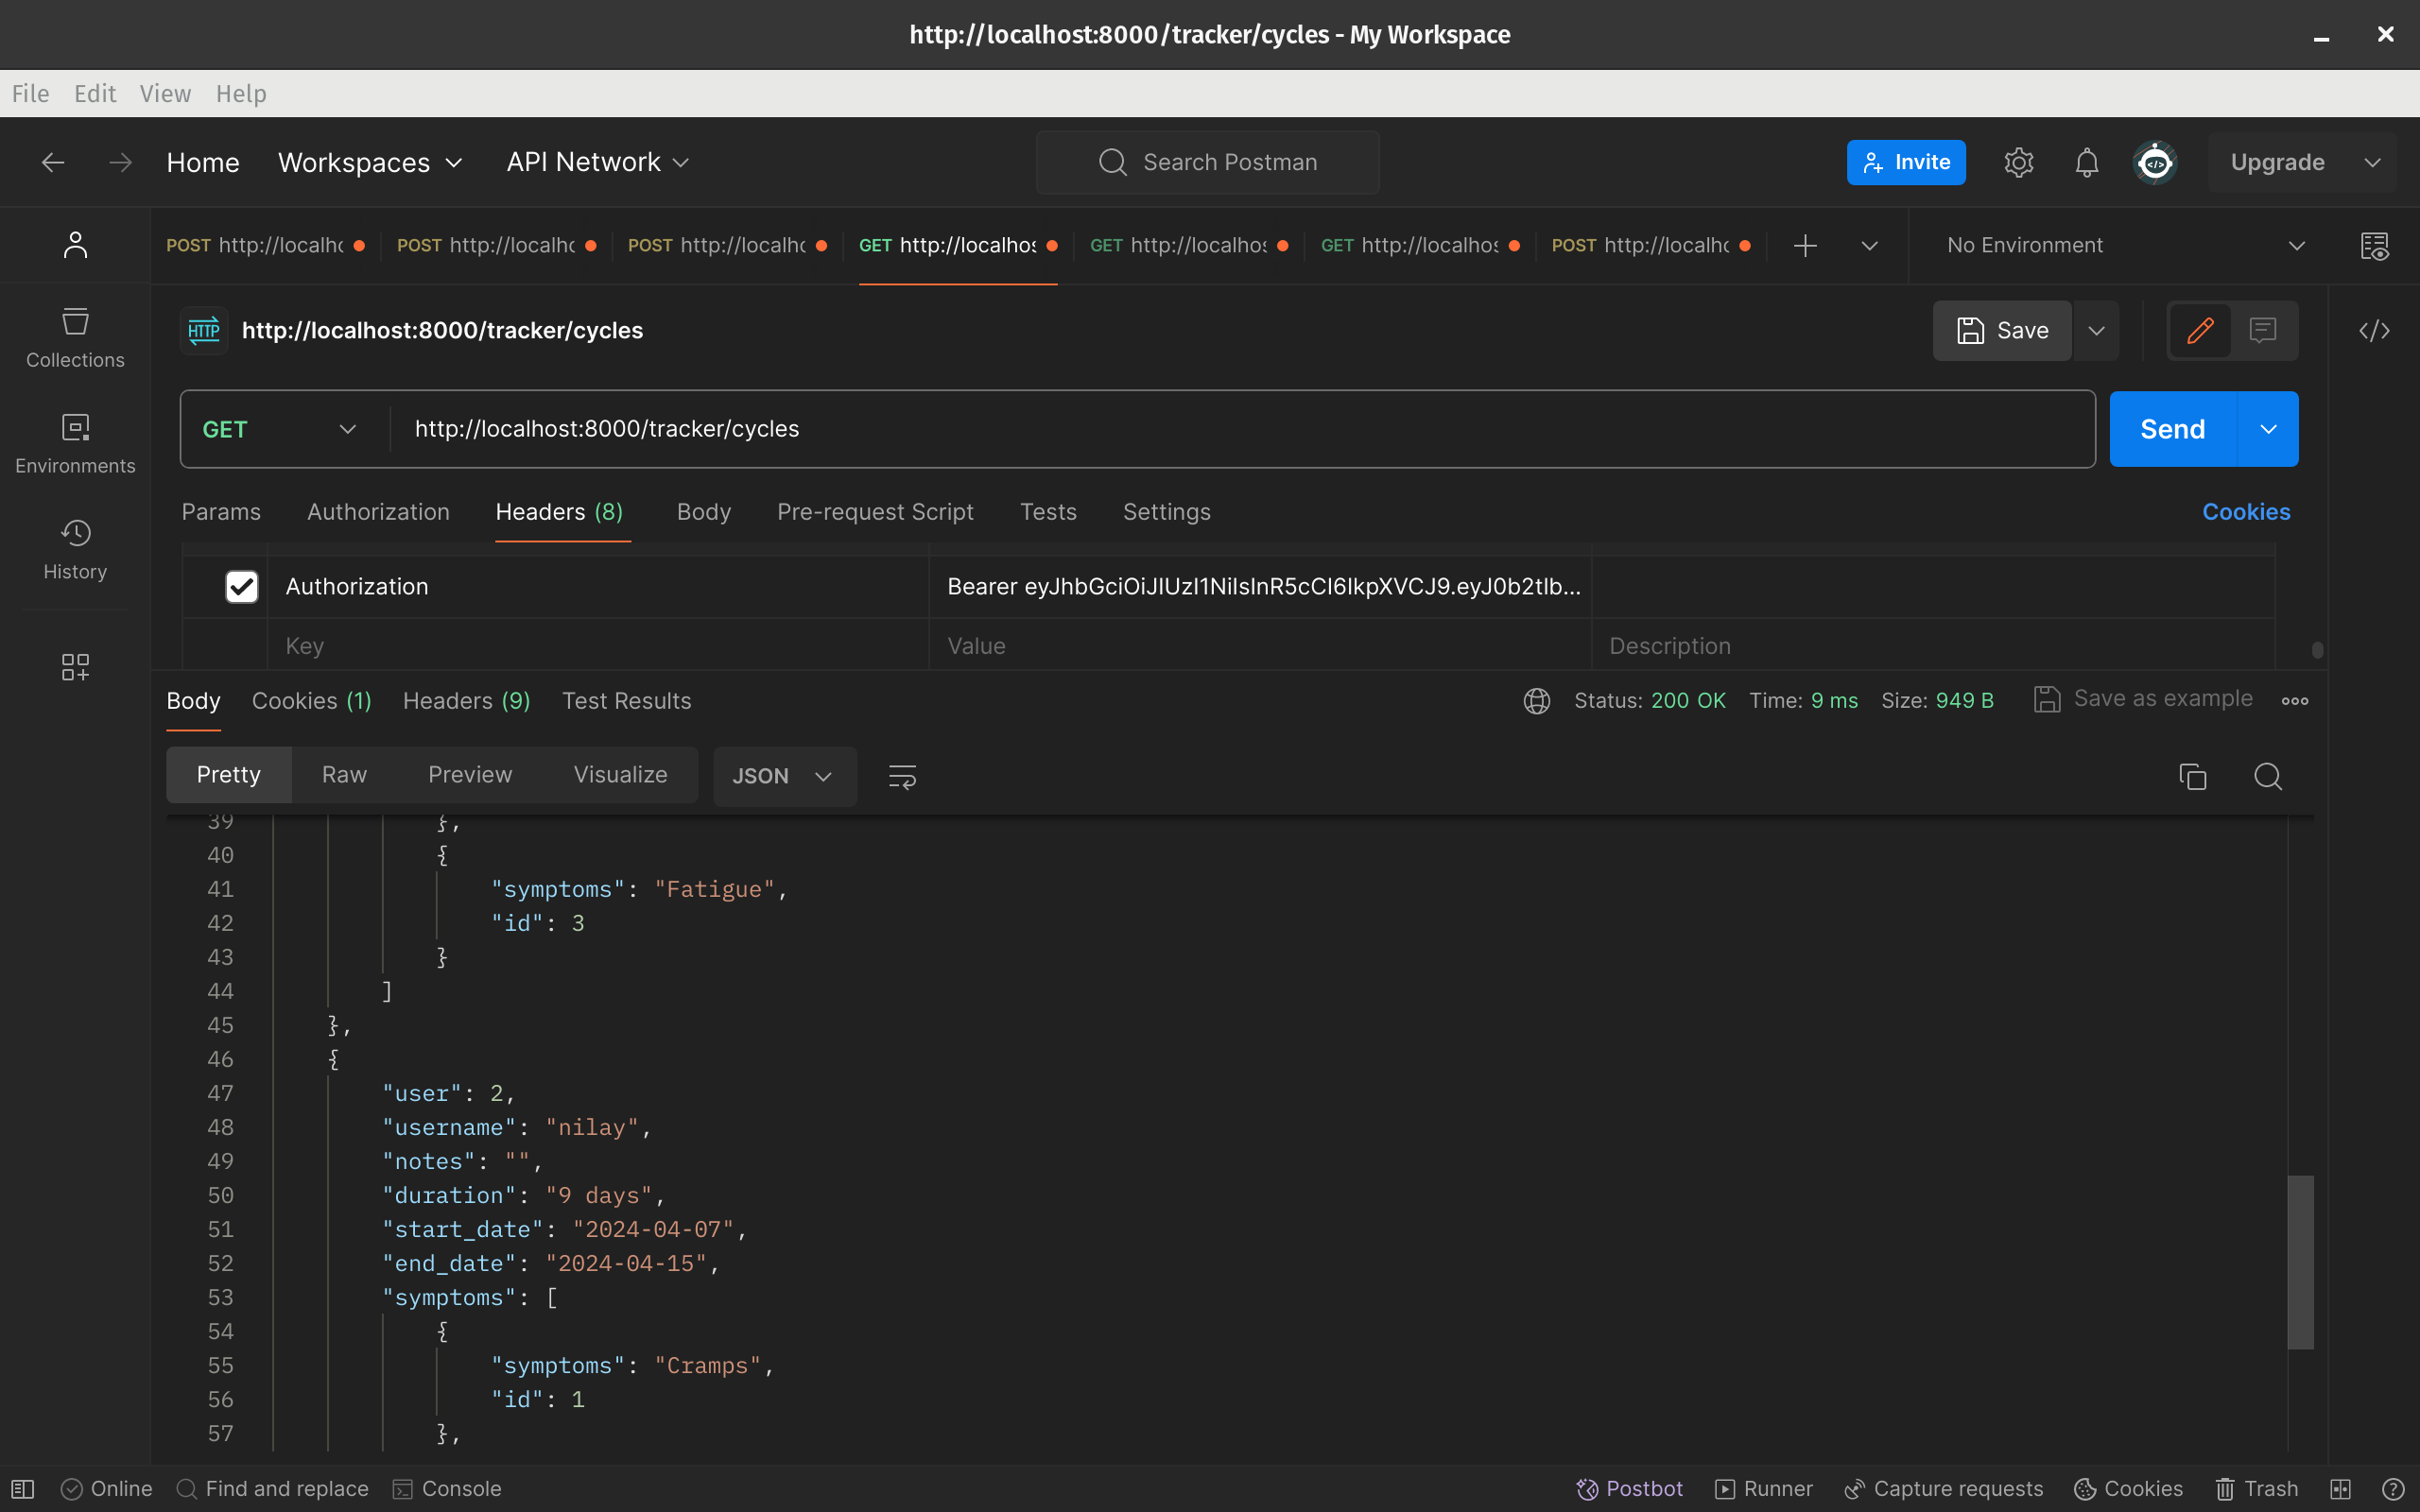 http://localhost:8000/tracker/cycles - My Workspace
File Edit View Help
Home Workspaces API Network Search Postman Invite Upgrade
POST http://localhc POST http://localhc POST http://localhc GET http://localhos GET http://localhos GET http://localhos POST http://localhc No Environment
HTTP http://localhost:8000/tracker/cycles Save
Collections
GET http://localhost:8000/tracker/cycles Send
Environments
Params Authorization Headers (8) Body Pre-request Script Tests Settings Cookies
History
Authorization Bearer eyJhbGciOiJIUzI1NiIsInR5cCI6IkpXVCJ9.eyJ0b2tlb...
Key Value Description
Body Cookies (1) Headers (9) Test Results Status: 200 OK Time: 9 ms Size: 949 B Save as example
Pretty Raw Preview Visualize JSON
39 },
40 {
41 "symptoms": "Fatigue",
42 "id": 3
43 }
44 ]
45 },
46 {
47 "user": 2,
48 "username": "nilay",
49 "notes": "",
50 "duration": "9 days",
51 "start_date": "2024-04-07",
52 "end_date": "2024-04-15",
53 "symptoms": [
54 {
55 "symptoms": "Cramps",
56 "id": 1
57 },
Online Find and replace Console Postbot Runner Capture requests Cookies Trash